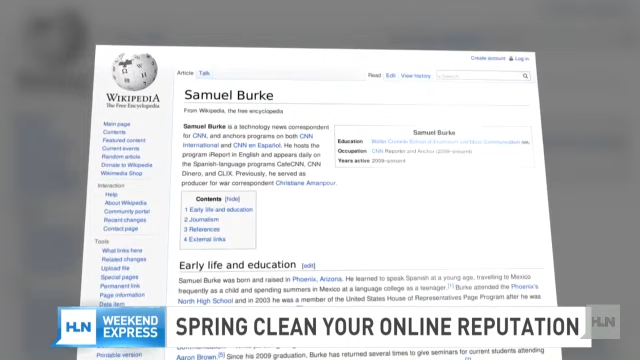 Create account Log in
Article Talk
Read Edit View history
Samuel Burke
From Wikipedia, the free encyclopedia
WIKIPEDIA
The Free Encyclopedia
Main page
Contents
Featured content
Current events
Random article
Donate to Wikipedia
Wikimedia Shop
Interaction
Help
About Wikipedia
Community portal
Recent changes
Contact page
Tools
What links here
Related changes
Upload file
Special pages
Permanent link
Page information
Data item
Printable version
Samuel Burke is a technology news correspondent
for CNN, and anchors programs on both CNN
International and CNN en Español. He hosts the
program iReport in English and appears daily on
the Spanish-language programs CafeCNN, CNN
Dinero, and CLIX. Previously, he served as
producer for war correspondent Christiane Amanpour.
Samuel Burke
Education
Occupation CNN Reporter and Anchor (2009–present)
Years active 2009–present
Contents [hide]
1 Early life and education
2 Journalism
3 References
4 External links
Early life and education [edit]
Samuel Burke was born and raised in Phoenix, Arizona. He learned to speak Spanish at a young age, travelling to Mexico
frequently as a child and spending summers in Mexico at a language college as a teenager.[1] Burke attended the Phoenix's
North High School and in 2003 he was a member of the United States House of Representatives Page Program after he was
Aaron Brown.[5] Since his 2009 graduation, Burke has returned several times to give seminars for current students attending
HLN WEEKEND
EXPRESS
SPRING CLEAN YOUR ONLINE REPUTATION
HLN